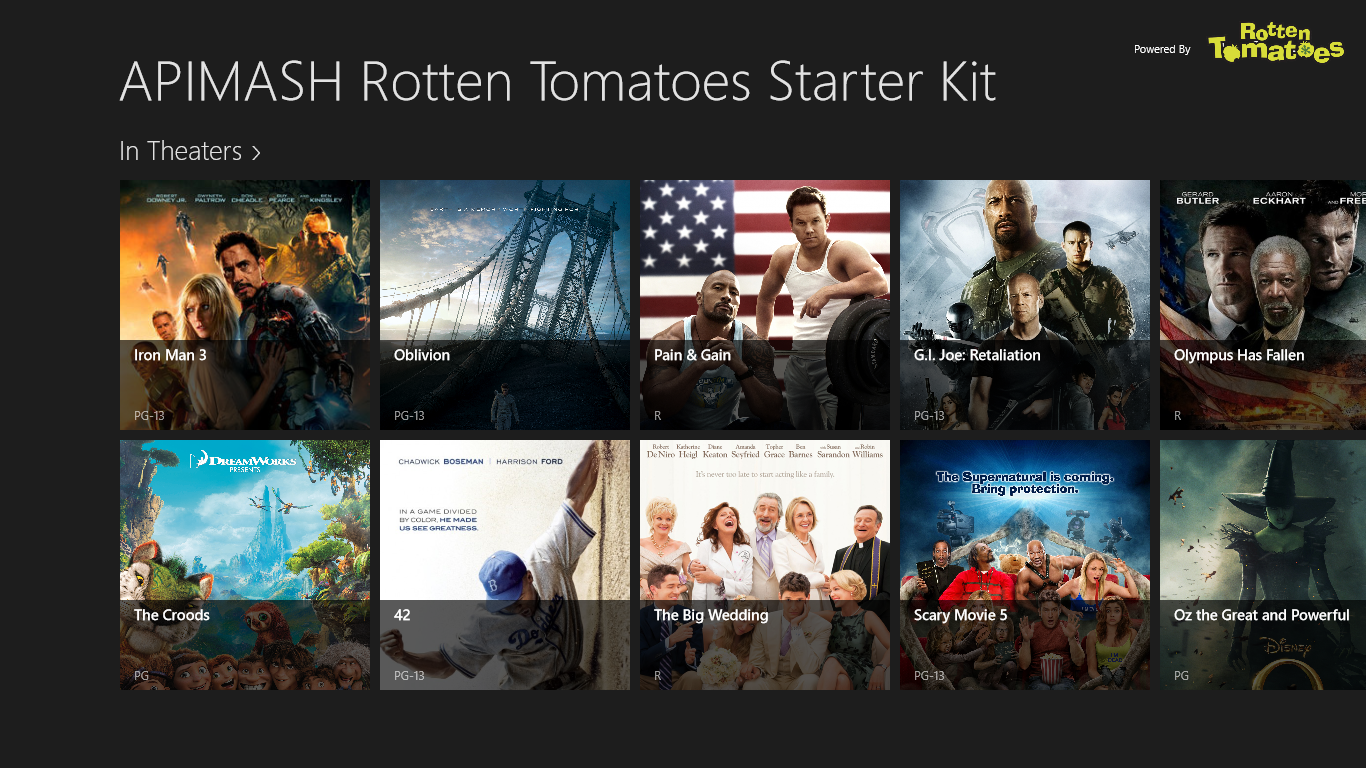 Powered By
Rotten
Tomatoes
APIMASH Rotten Tomatoes Starter Kit
In Theaters >
ROBERT DOWNEY JR. GWYNETH PALTROW DON CHEADLE GUY PEARCE AND BEN KINGSLEY
Iron Man 3
PG-13
Oblivion
PG-13
Pain & Gain
R
G.I. Joe: Retaliation
PG-13
GERARD BUTLER AARON ECKHART
Olympus Has Fallen
R
DREAMWORKS
PRESENTS
The Croods
PG
CHADWICK BOSEMAN | HARRISON FORD
IN A GAME DIVIDED
BY COLOR, HE MADE
US SEE GREATNESS.
B
42
PG-13
Robert De Niro Katherine Heigl Diane Keaton Amanda Seyfried Topher Grace Ben Barnes with Susan Sarandon and Robin Williams
It's never too late to start acting like a family.
The Big Wedding
R
The Supernatural is coming.
Bring protection.
Scary Movie 5
PG-13
Oz the Great and Powerful
DISNEY
PG